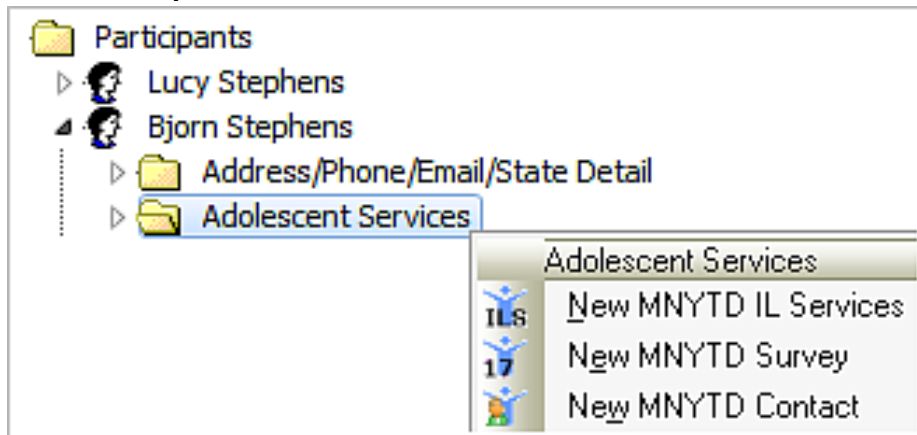 Participants
Lucy Stephens
Bjorn Stephens
Address/Phone/Email/State Detail
Adolescent Services
Adolescent Services
ILS New MNYTD IL Services
17 New MNYTD Survey
New MNYTD Contact